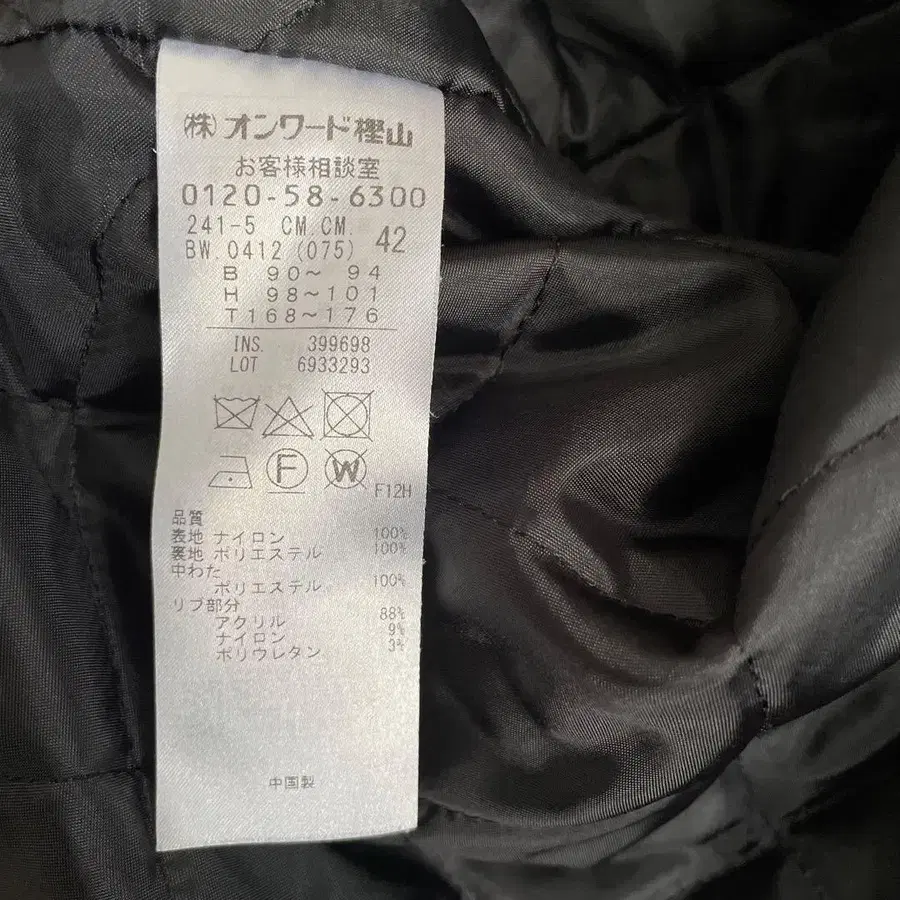 ㈱オンワード樫山
お客様相談室
0120-58-6300
241-5 CM.CM.
BW.0412(075) 42
B 90～ 94
H 98～101
T168～176
INS. 399698
LOT 6933293
F
W
F12H
品質
表地 ナイロン 100%
裏地 ポリエステル 100%
中わた
ポリエステル 100%
リブ部分
アクリル 88%
ナイロン 9%
ポリウレタン 3%
中国製